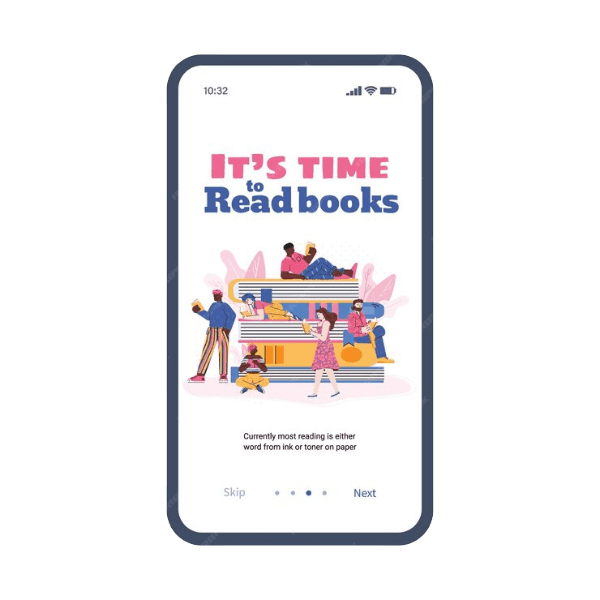 10:32
IT'S TIME
to
Read books
Currently most reading is either
word from ink or toner on paper
Skip
Next